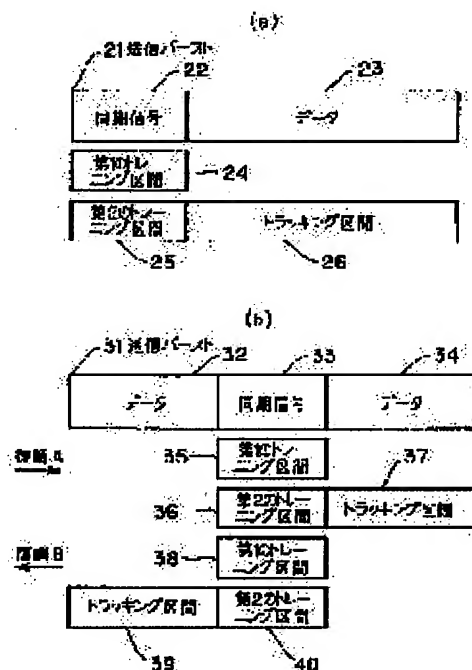 (a)
21 送信バースト
22
23
同期信号
データ
第1のトレーニング区間
24
第2のトレーニング区間
トラッキング区間
25
26
(b)
31 送信バースト
32
33
34
データ
同期信号
データ
35
第1のトレーニング区間
37
36
第2のトレーニング区間
トラッキング区間
38
第1のトレーニング区間
トラッキング区間
第2のトレーニング区間
39
40